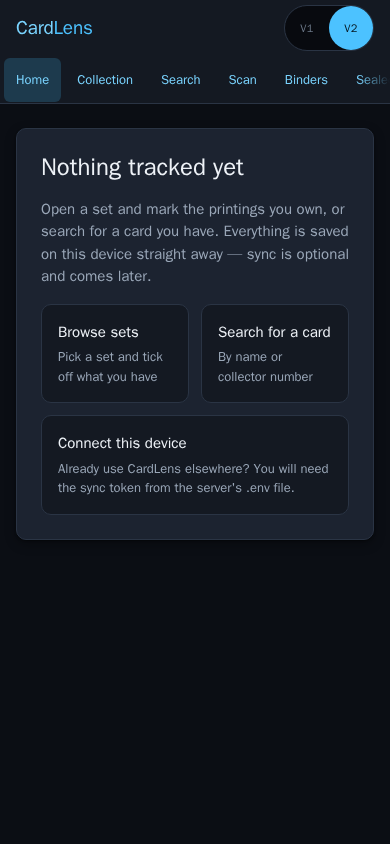 CardLens
V1 V2
Home Collection Search Scan Binders
Nothing tracked yet
Open a set and mark the printings you own, or
search for a card you have. Everything is saved
on this device straight away — sync is optional
and comes later.
Browse sets
Pick a set and tick
off what you have
Search for a card
By name or
collector number
Connect this device
Already use CardLens elsewhere? You will need
the sync token from the server's .env file.